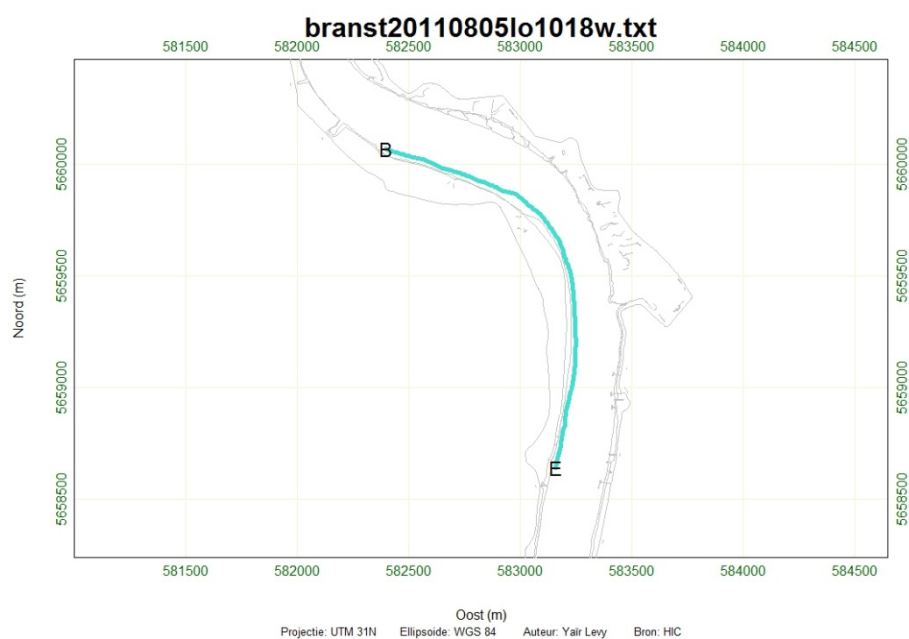 branst20110805lo1018w.txt
581500 582000 582500 583000 583500 584000 584500
5660000 5660000
B
5659500 5659500
Noord (m)
5659000 5659000
E
5658500 5658500
581500 582000 582500 583000 583500 584000 584500
Oost (m)
Projectie: UTM 31N Ellipsoide: WGS 84 Auteur: Yaïr Levy Bron: HIC